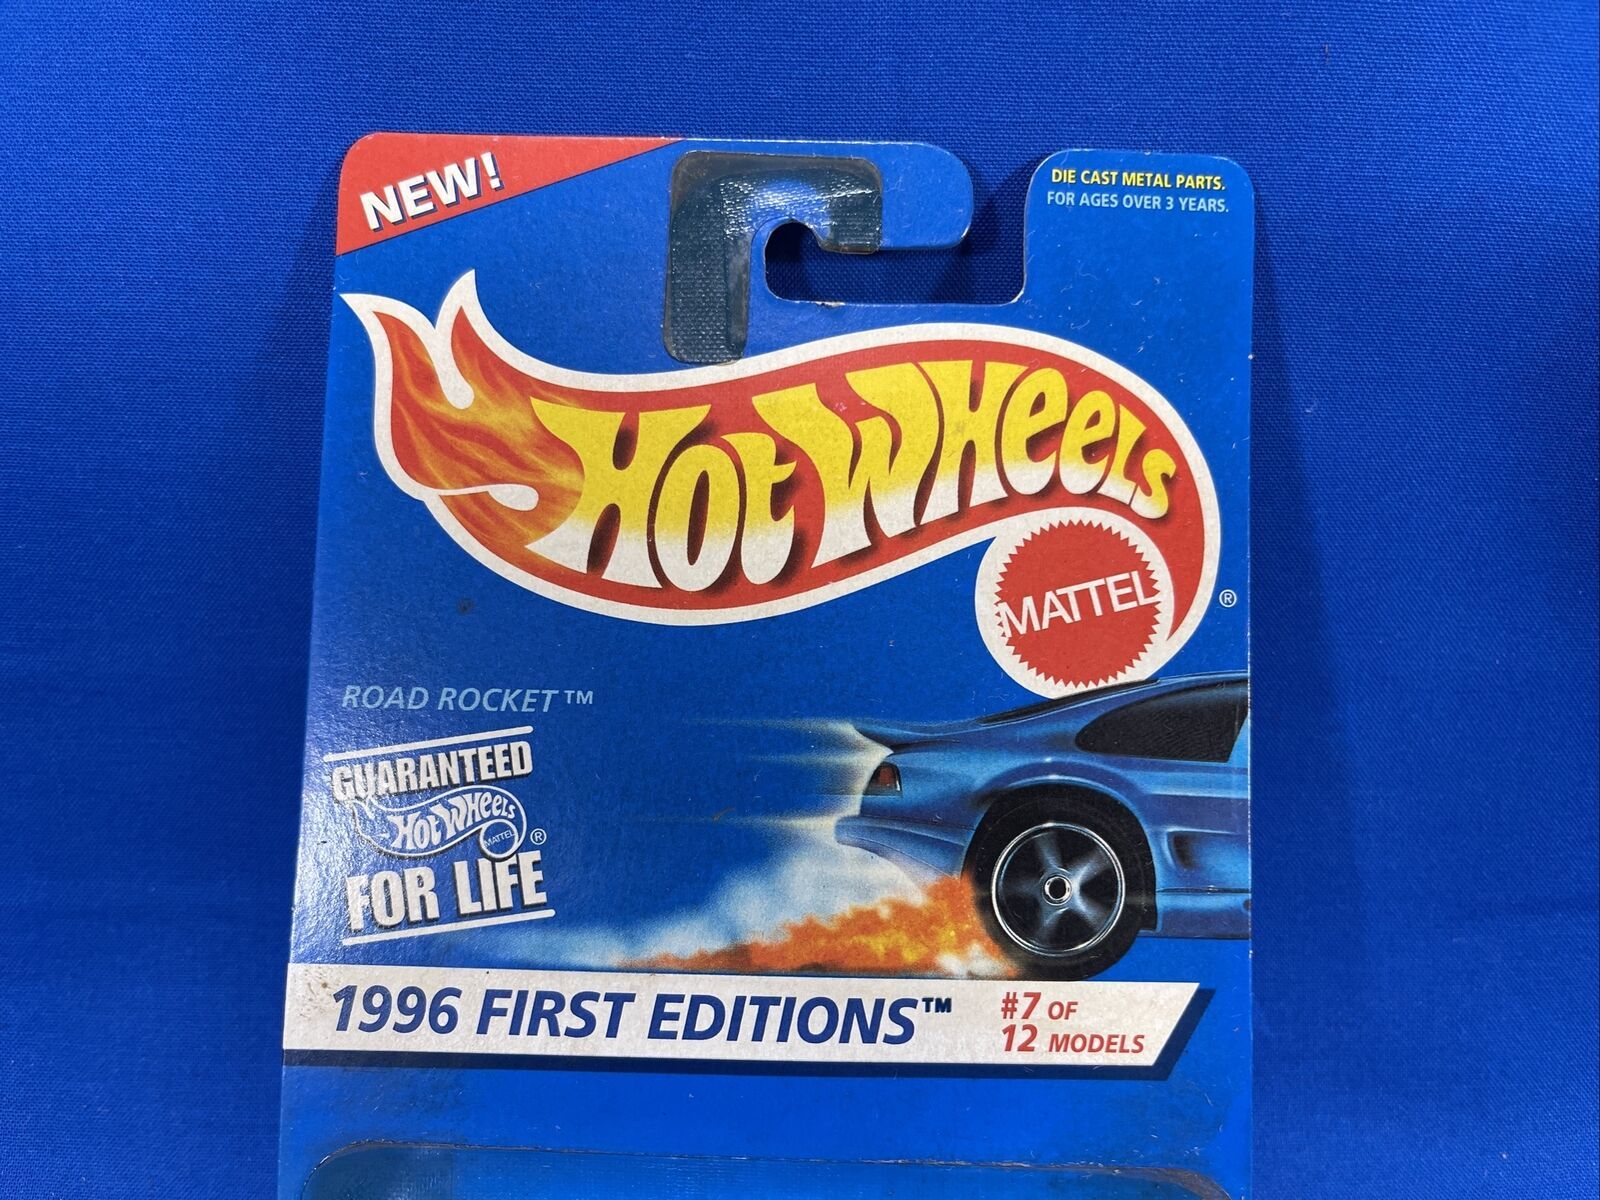 NEW!
DIE CAST METAL PARTS.
FOR AGES OVER 3 YEARS.
HOT WHEELS
MATTEL
®
ROAD ROCKET™
GUARANTEED
HOT WHEELS
MATTEL ®
FOR LIFE
1996 FIRST EDITIONS™
#7 OF
12 MODELS